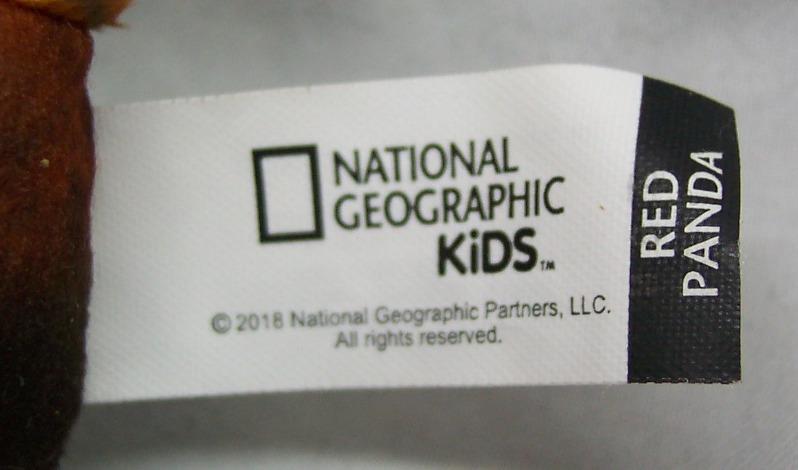 NATIONAL
GEOGRAPHIC
KiDS™
© 2018 National Geographic Partners, LLC.
All rights reserved.
RED
PANDA